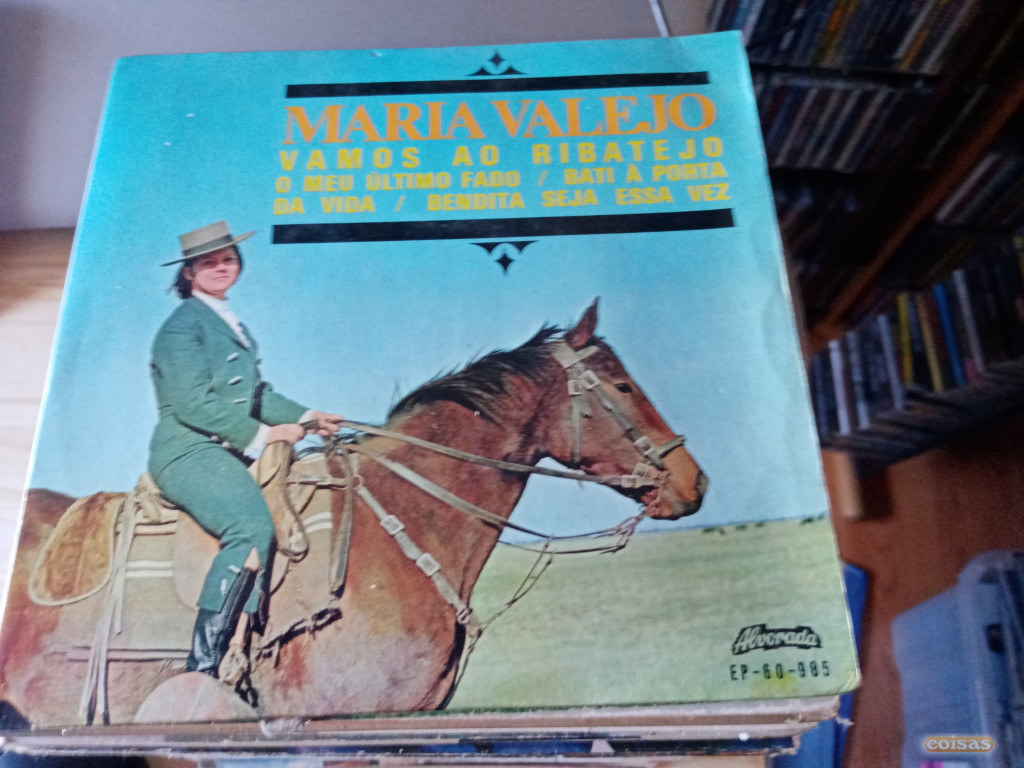 MARIA VALEJO
VAMOS AO RIBATEJO
O MEU ÚLTIMO FADO / BATI À PORTA
DA VIDA / BENDITA SEJA ESSA VEZ
Alvorada
EP-60-985
coisas